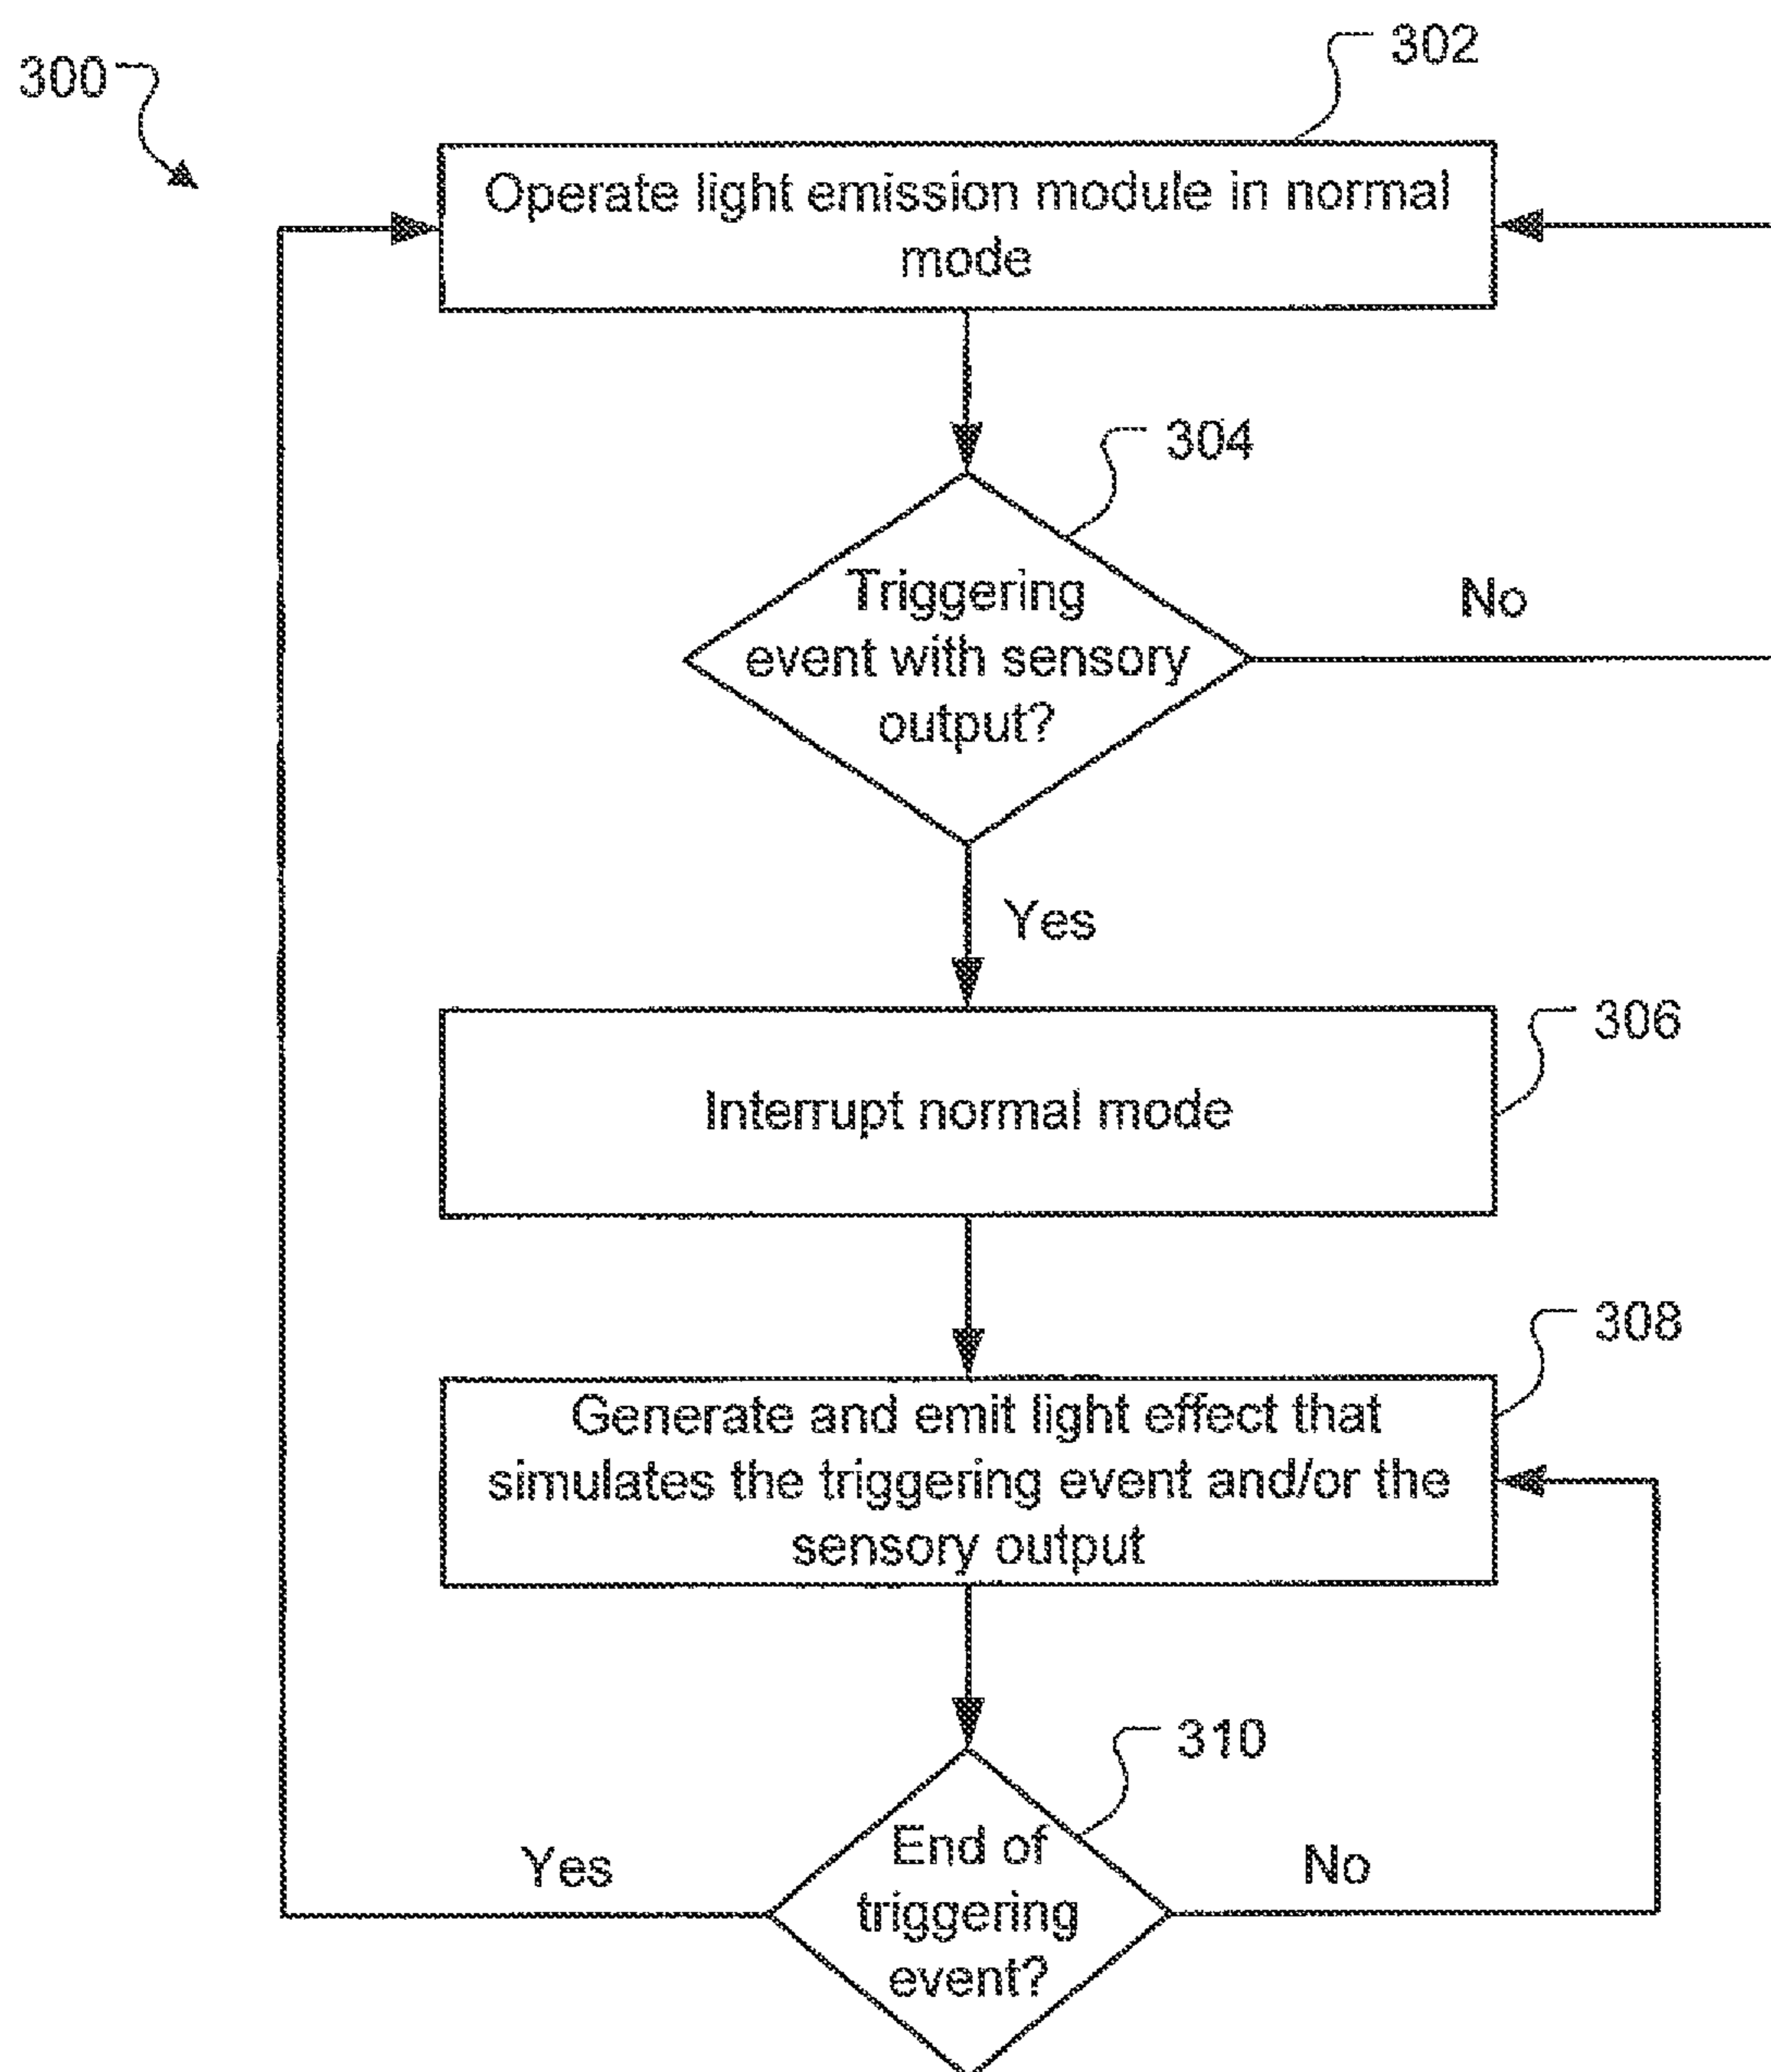 300
302
Operate light emission module in normal
mode
304
Triggering
event with sensory
output?
No
Yes
306
Interrupt normal mode
308
Generate and emit light effect that
simulates the triggering event and/or the
sensory output
310
End of
triggering
event?
Yes
No